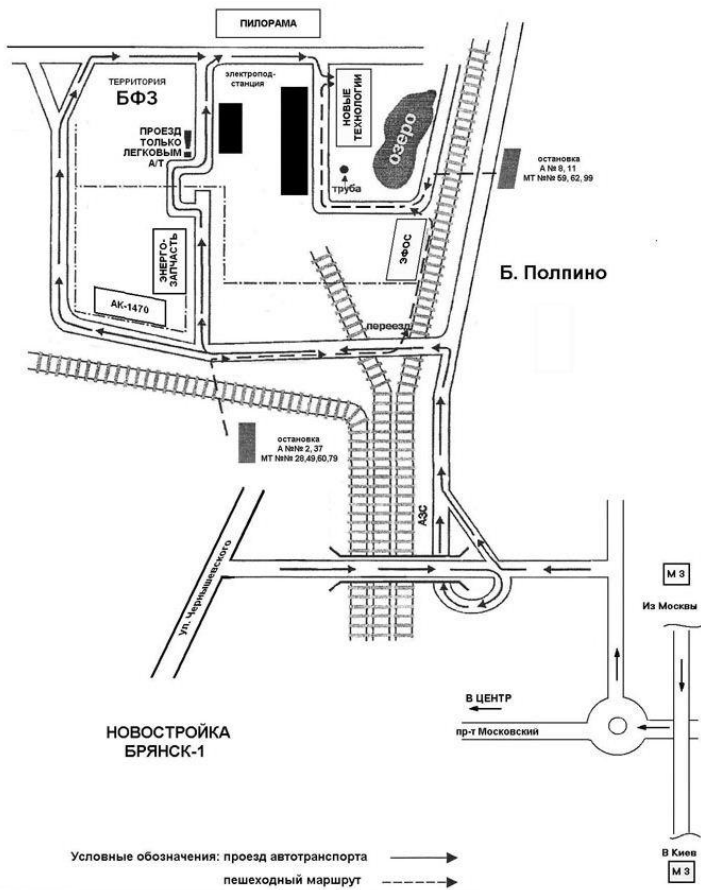 ПИЛОРАМА
ТЕРРИТОРИЯ
БФЗ
электропод-
станция
НОВЫЕ
ТЕХНОЛОГИИ
ПРОЕЗД
ТОЛЬКО
ЛЕГКОВЫМ
А/Т
!
озеро
труба
остановка
А № 8, 11
МТ №№ 59, 62, 99
ЭНЕРГО-
ЗАПЧАСТЬ
ЭФОС
Б. Полпино
АК-1470
переезд
остановка
А №№ 2, 37
МТ №№ 28,49,60,79
АЗС
ул. Чернышевского
М 3
Из Москвы
В ЦЕНТР
пр-т Московский
НОВОСТРОЙКА
БРЯНСК-1
Условные обозначения: проезд автотранспорта
пешеходный маршрут
В Киев
М 3